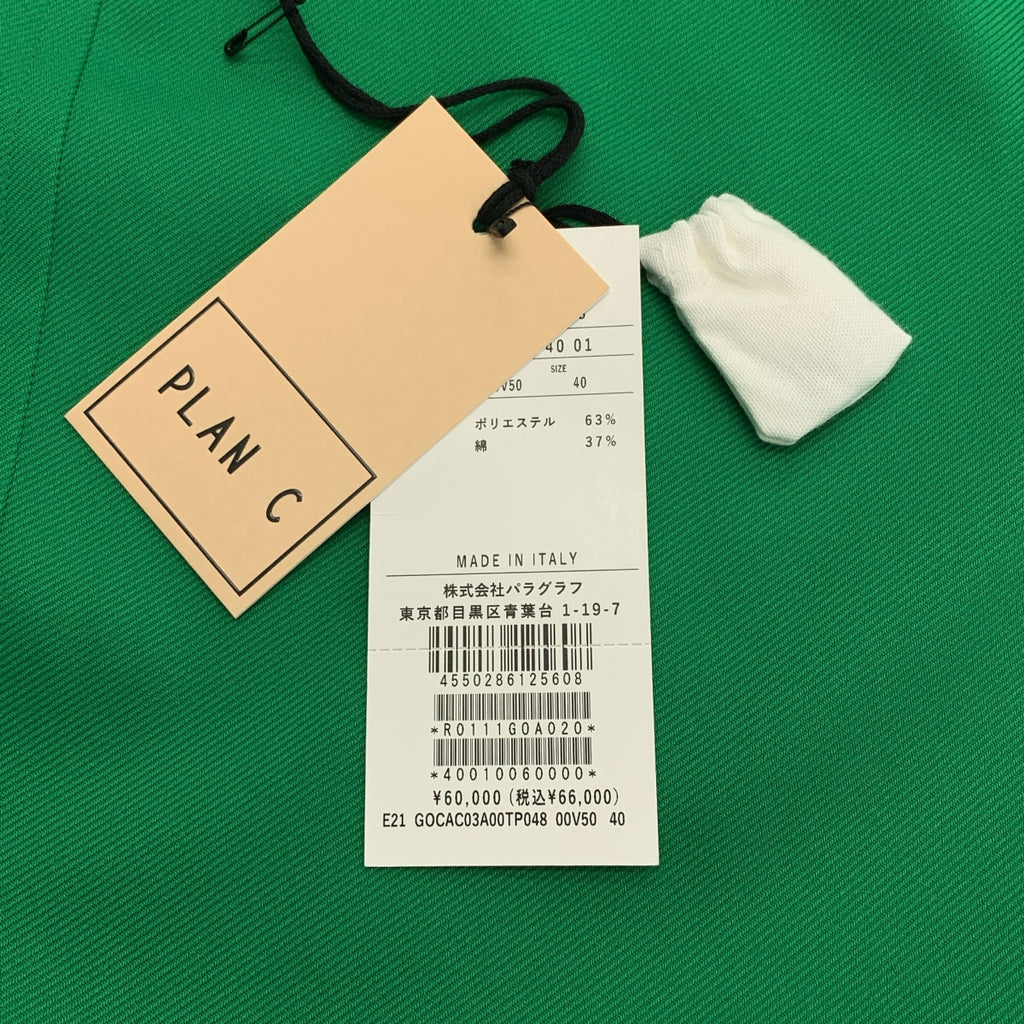 PLAN C
40 01
SIZE
V50 40
ポリエステル 63%
綿 37%
MADE IN ITALY
株式会社パラグラフ
東京都目黒区青葉台 1-19-7
4550286125608
*R0111G0A020*
*40010060000*
¥60,000 (税込¥66,000)
E21 GOCAC03A00TP048 00V50 40